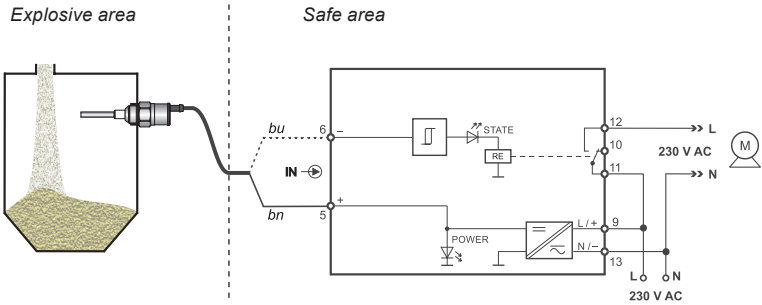 Explosive area
Safe area
bu
6
–
STATE
12
L
10
RE
230 V AC
M
IN
11
N
+
bn
5
POWER
L / +
9
N / –
13
L
N
230 V AC